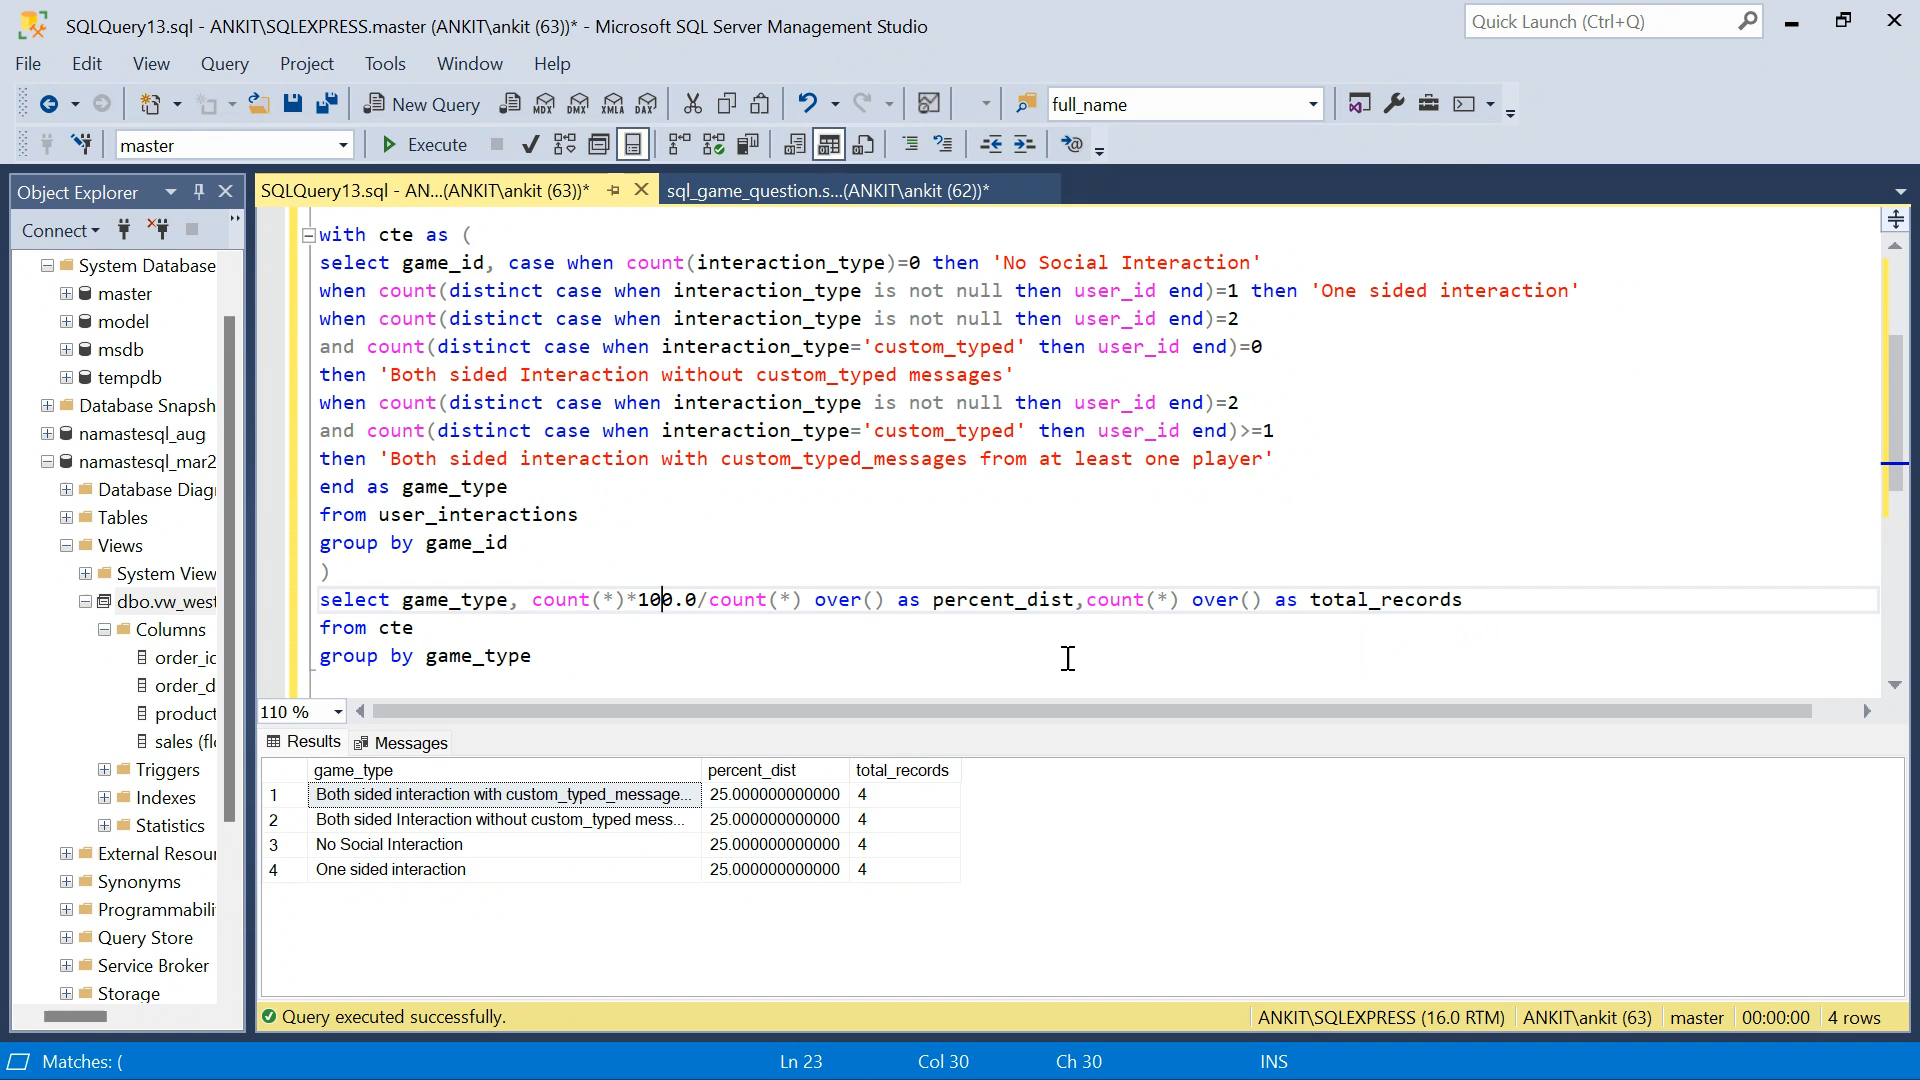 SQLQuery13.sql - ANKIT\SQLEXPRESS.master (ANKIT\ankit (63))* - Microsoft SQL Server Management Studio
Quick Launch (Ctrl+Q)
File Edit View Query Project Tools Window Help
New Query MDX DMX XMLA DAX full_name
master Execute
Object Explorer
SQLQuery13.sql - AN...(ANKIT\ankit (63))*
sql_game_question.s...(ANKIT\ankit (62))*
Connect
System Database
master
model
msdb
tempdb
Database Snapsh
namastesql_aug
namastesql_mar2
Database Diag
Tables
Views
System View
dbo.vw_west
Columns
order_id
order_d
product
sales (flo
Triggers
Indexes
Statistics
External Resour
Synonyms
Programmabili
Query Store
Service Broker
Storage
with cte as (
select game_id, case when count(interaction_type)=0 then 'No Social Interaction'
when count(distinct case when interaction_type is not null then user_id end)=1 then 'One sided interaction'
when count(distinct case when interaction_type is not null then user_id end)=2
and count(distinct case when interaction_type='custom_typed' then user_id end)=0
then 'Both sided Interaction without custom_typed messages'
when count(distinct case when interaction_type is not null then user_id end)=2
and count(distinct case when interaction_type='custom_typed' then user_id end)>=1
then 'Both sided interaction with custom_typed_messages from at least one player'
end as game_type
from user_interactions
group by game_id
)
select game_type, count(*)*100.0/count(*) over() as percent_dist,count(*) over() as total_records
from cte
group by game_type
110 %
Results Messages
game_type percent_dist total_records
1 Both sided interaction with custom_typed_message... 25.000000000000 4
2 Both sided Interaction without custom_typed mess... 25.000000000000 4
3 No Social Interaction 25.000000000000 4
4 One sided interaction 25.000000000000 4
Query executed successfully. ANKIT\SQLEXPRESS (16.0 RTM) ANKIT\ankit (63) master 00:00:00 4 rows
Matches: ( Ln 23 Col 30 Ch 30 INS